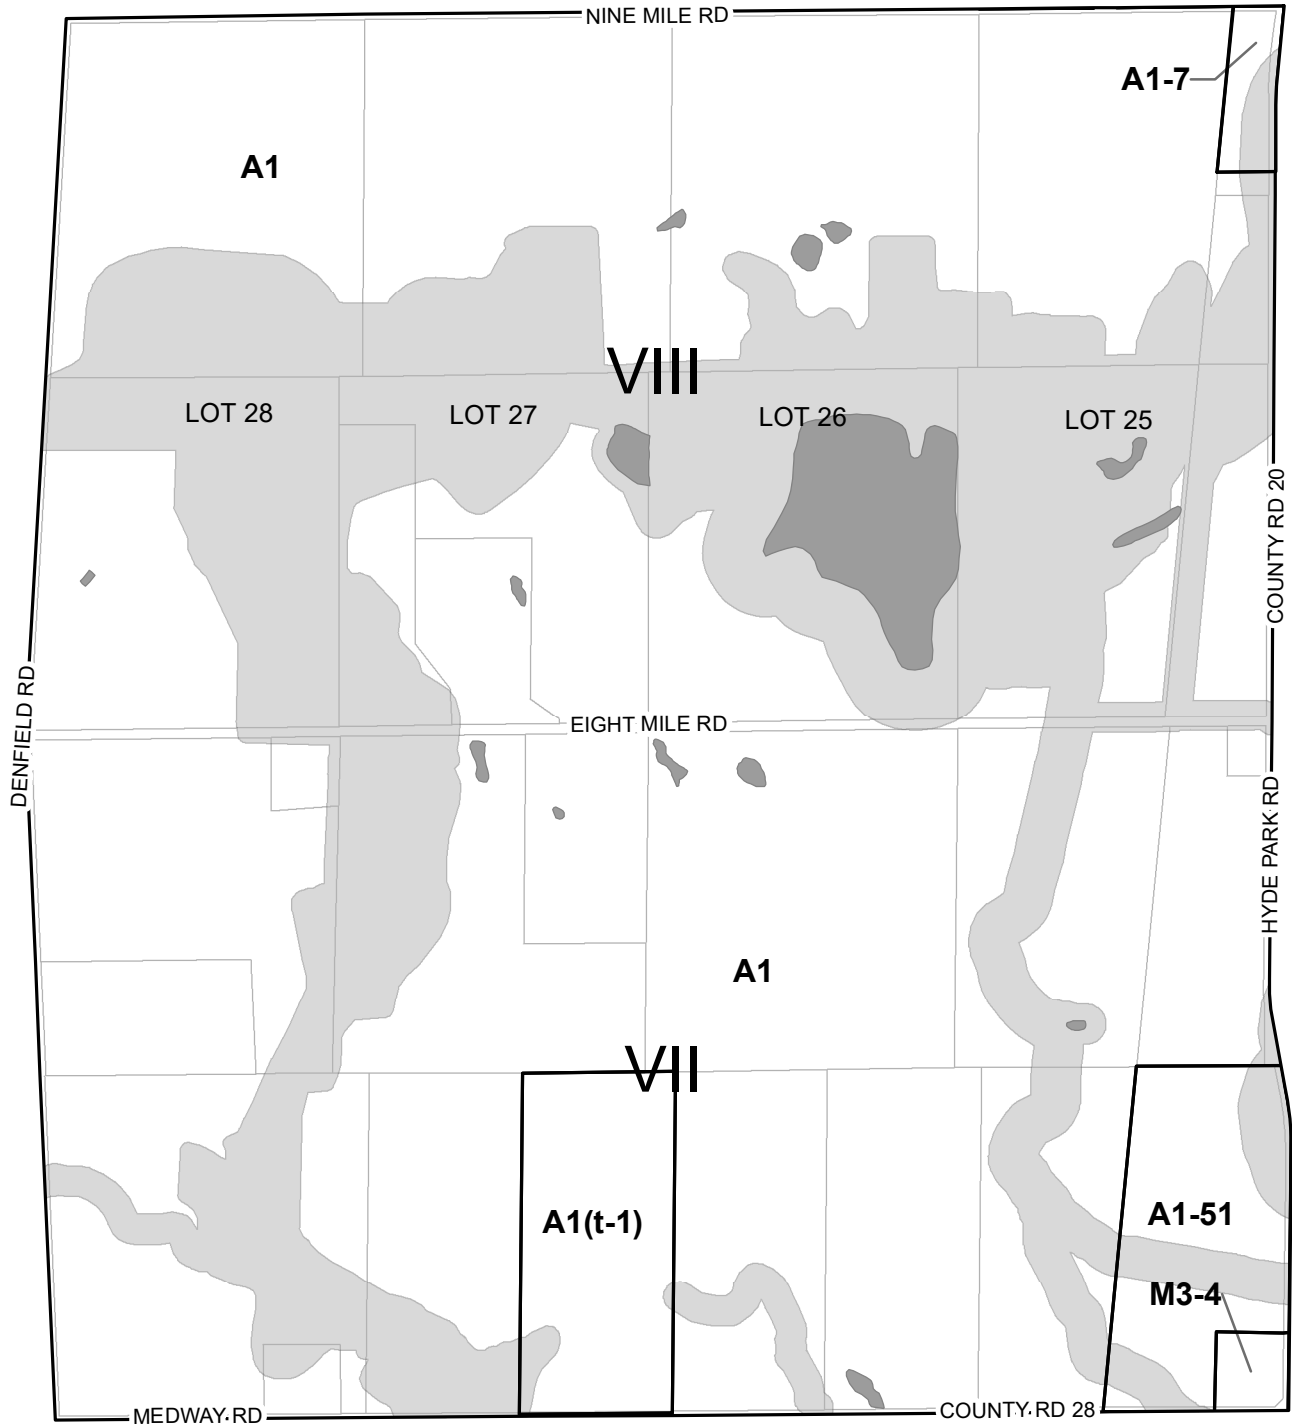 NINE MILE RD
A1-7
A1
VIII
LOT 28
LOT 27
LOT 26
LOT 25
COUNTY RD 20
DENFIELD RD
EIGHT MILE RD
HYDE PARK RD
A1
VII
A1(t-1)
A1-51
M3-4
MEDWAY RD
COUNTY RD 28